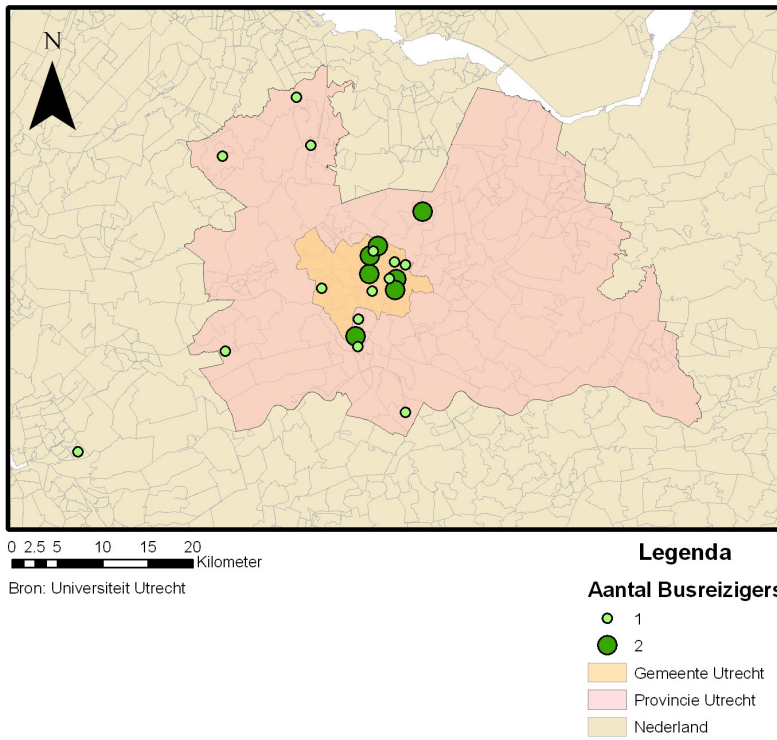 N
0 2.5 5 10 15 20
Kilometer
Bron: Universiteit Utrecht
Legenda
Aantal Busreizigers
1
2
Gemeente Utrecht
Provincie Utrecht
Nederland